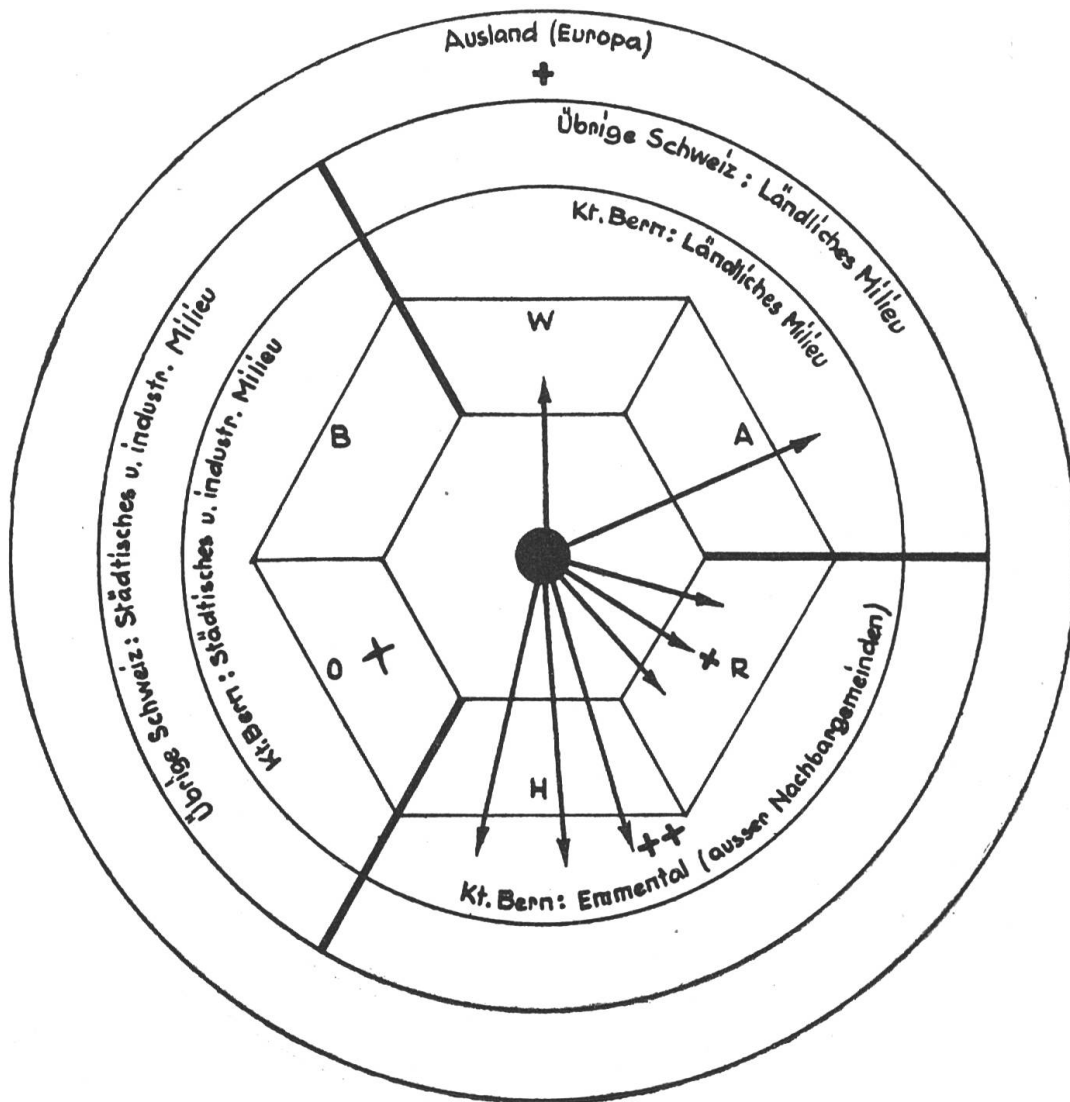 Ausland (Europa)
+
Übrige Schweiz: Ländliches Milieu
Kt. Bern: Ländliches Milieu
Übrige Schweiz: Städtisches u. industr. Milieu
Kt. Bern: Städtisches u. industr. Milieu
W
B
A
O +
+ R
H
++
Kt. Bern: Emmental (ausser Nachbargemeinden)